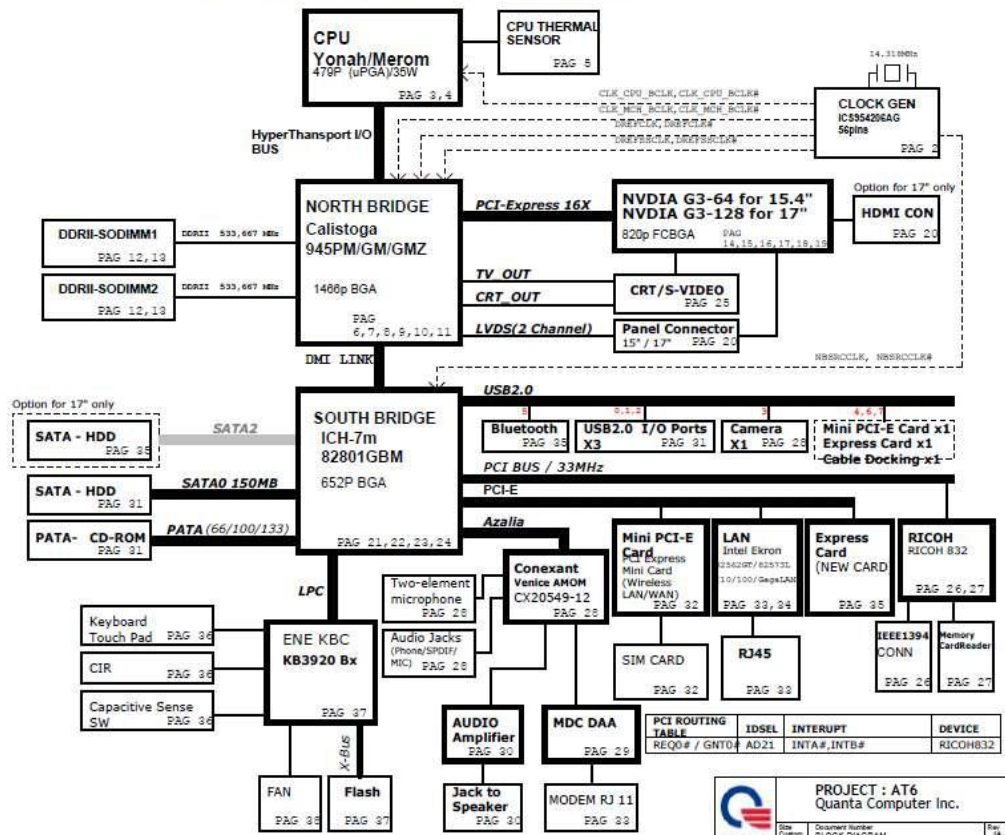 CPU
Yonah/Merom
479P (uPGA)/35W
PAG 3,4
CPU THERMAL
SENSOR
PAG 5
14.318MHz
CLOCK GEN
ICS954206AG
56pins
PAG 2
CLK_CPU_BCLK,CLK_CPU_BCLK#
CLK_MCH_BCLK,CLK_MCH_BCLK#
DREFCLK,DREFCLK#
DREFSSCLK,DREFSSCLK#
HyperThansport I/O
BUS
NORTH BRIDGE
Calistoga
945PM/GM/GMZ
1466p BGA
PAG
6,7,8,9,10,11
DDRII-SODIMM1
PAG 12,13
DDRII 533,667 MHz
DDRII-SODIMM2
PAG 12,13
DDRII 533,667 MHz
PCI-Express 16X
NVDIA G3-64 for 15.4"
NVDIA G3-128 for 17"
820p FCBGA
PAG
14,15,16,17,18,19
Option for 17" only
HDMI CON
PAG 20
TV_OUT
CRT_OUT
CRT/S-VIDEO
PAG 25
LVDS(2 Channel)
Panel Connector
15" / 17"
PAG 20
DMI LINK
NBSRCCLK, NBSRCCLK#
SOUTH BRIDGE
ICH-7m
82801GBM
652P BGA
PAG 21,22,23,24
Option for 17" only
SATA - HDD
PAG 35
SATA2
SATA - HDD
PAG 31
SATA0 150MB
PATA- CD-ROM
PAG 31
PATA (66/100/133)
USB2.0
5
0,1,2
3
4,6,7
Bluetooth
PAG 35
USB2.0 I/O Ports
X3
PAG 31
Camera
X1
PAG 28
Mini PCI-E Card x1
Express Card x1
Cable Docking x1
PCI BUS / 33MHz
PCI-E
Azalia
Mini PCI-E
Card
PCI Express
Mini Card
(Wireless
LAN/WAN)
PAG 32
LAN
Intel Ekron
10/100/GagaLAN
PAG 33,34
Express
Card
(NEW CARD)
PAG 35
RICOH
RICOH 832
PAG 26,27
LPC
Two-element
microphone
PAG 28
Audio Jacks
(Phone/SPDIF/
MIC)
PAG 28
Conexant
Venice AMOM
CX20549-12
PAG 28
SIM CARD
PAG 32
RJ45
PAG 33
IEEE1394
CONN
PAG 26
Memory
CardReader
PAG 27
Keyboard
Touch Pad
PAG 36
CIR
PAG 36
Capacitive Sense
SW
PAG 36
ENE KBC
KB3920 Bx
PAG 37
X-Bus
FAN
Flash
PAG 37
AUDIO
Amplifier
PAG 30
MDC DAA
PAG 29
Jack to
Speaker
PAG 30
MODEM RJ 11
PAG 33
PCI ROUTING
TABLE
IDSEL
INTERUPT
DEVICE
REQ0# / GNT0#
AD21
INTA#,INTB#
RICOH832
PROJECT : AT6
Quanta Computer Inc.
Size
Custom
Document Number
BLOCK DIAGRAM
Rev